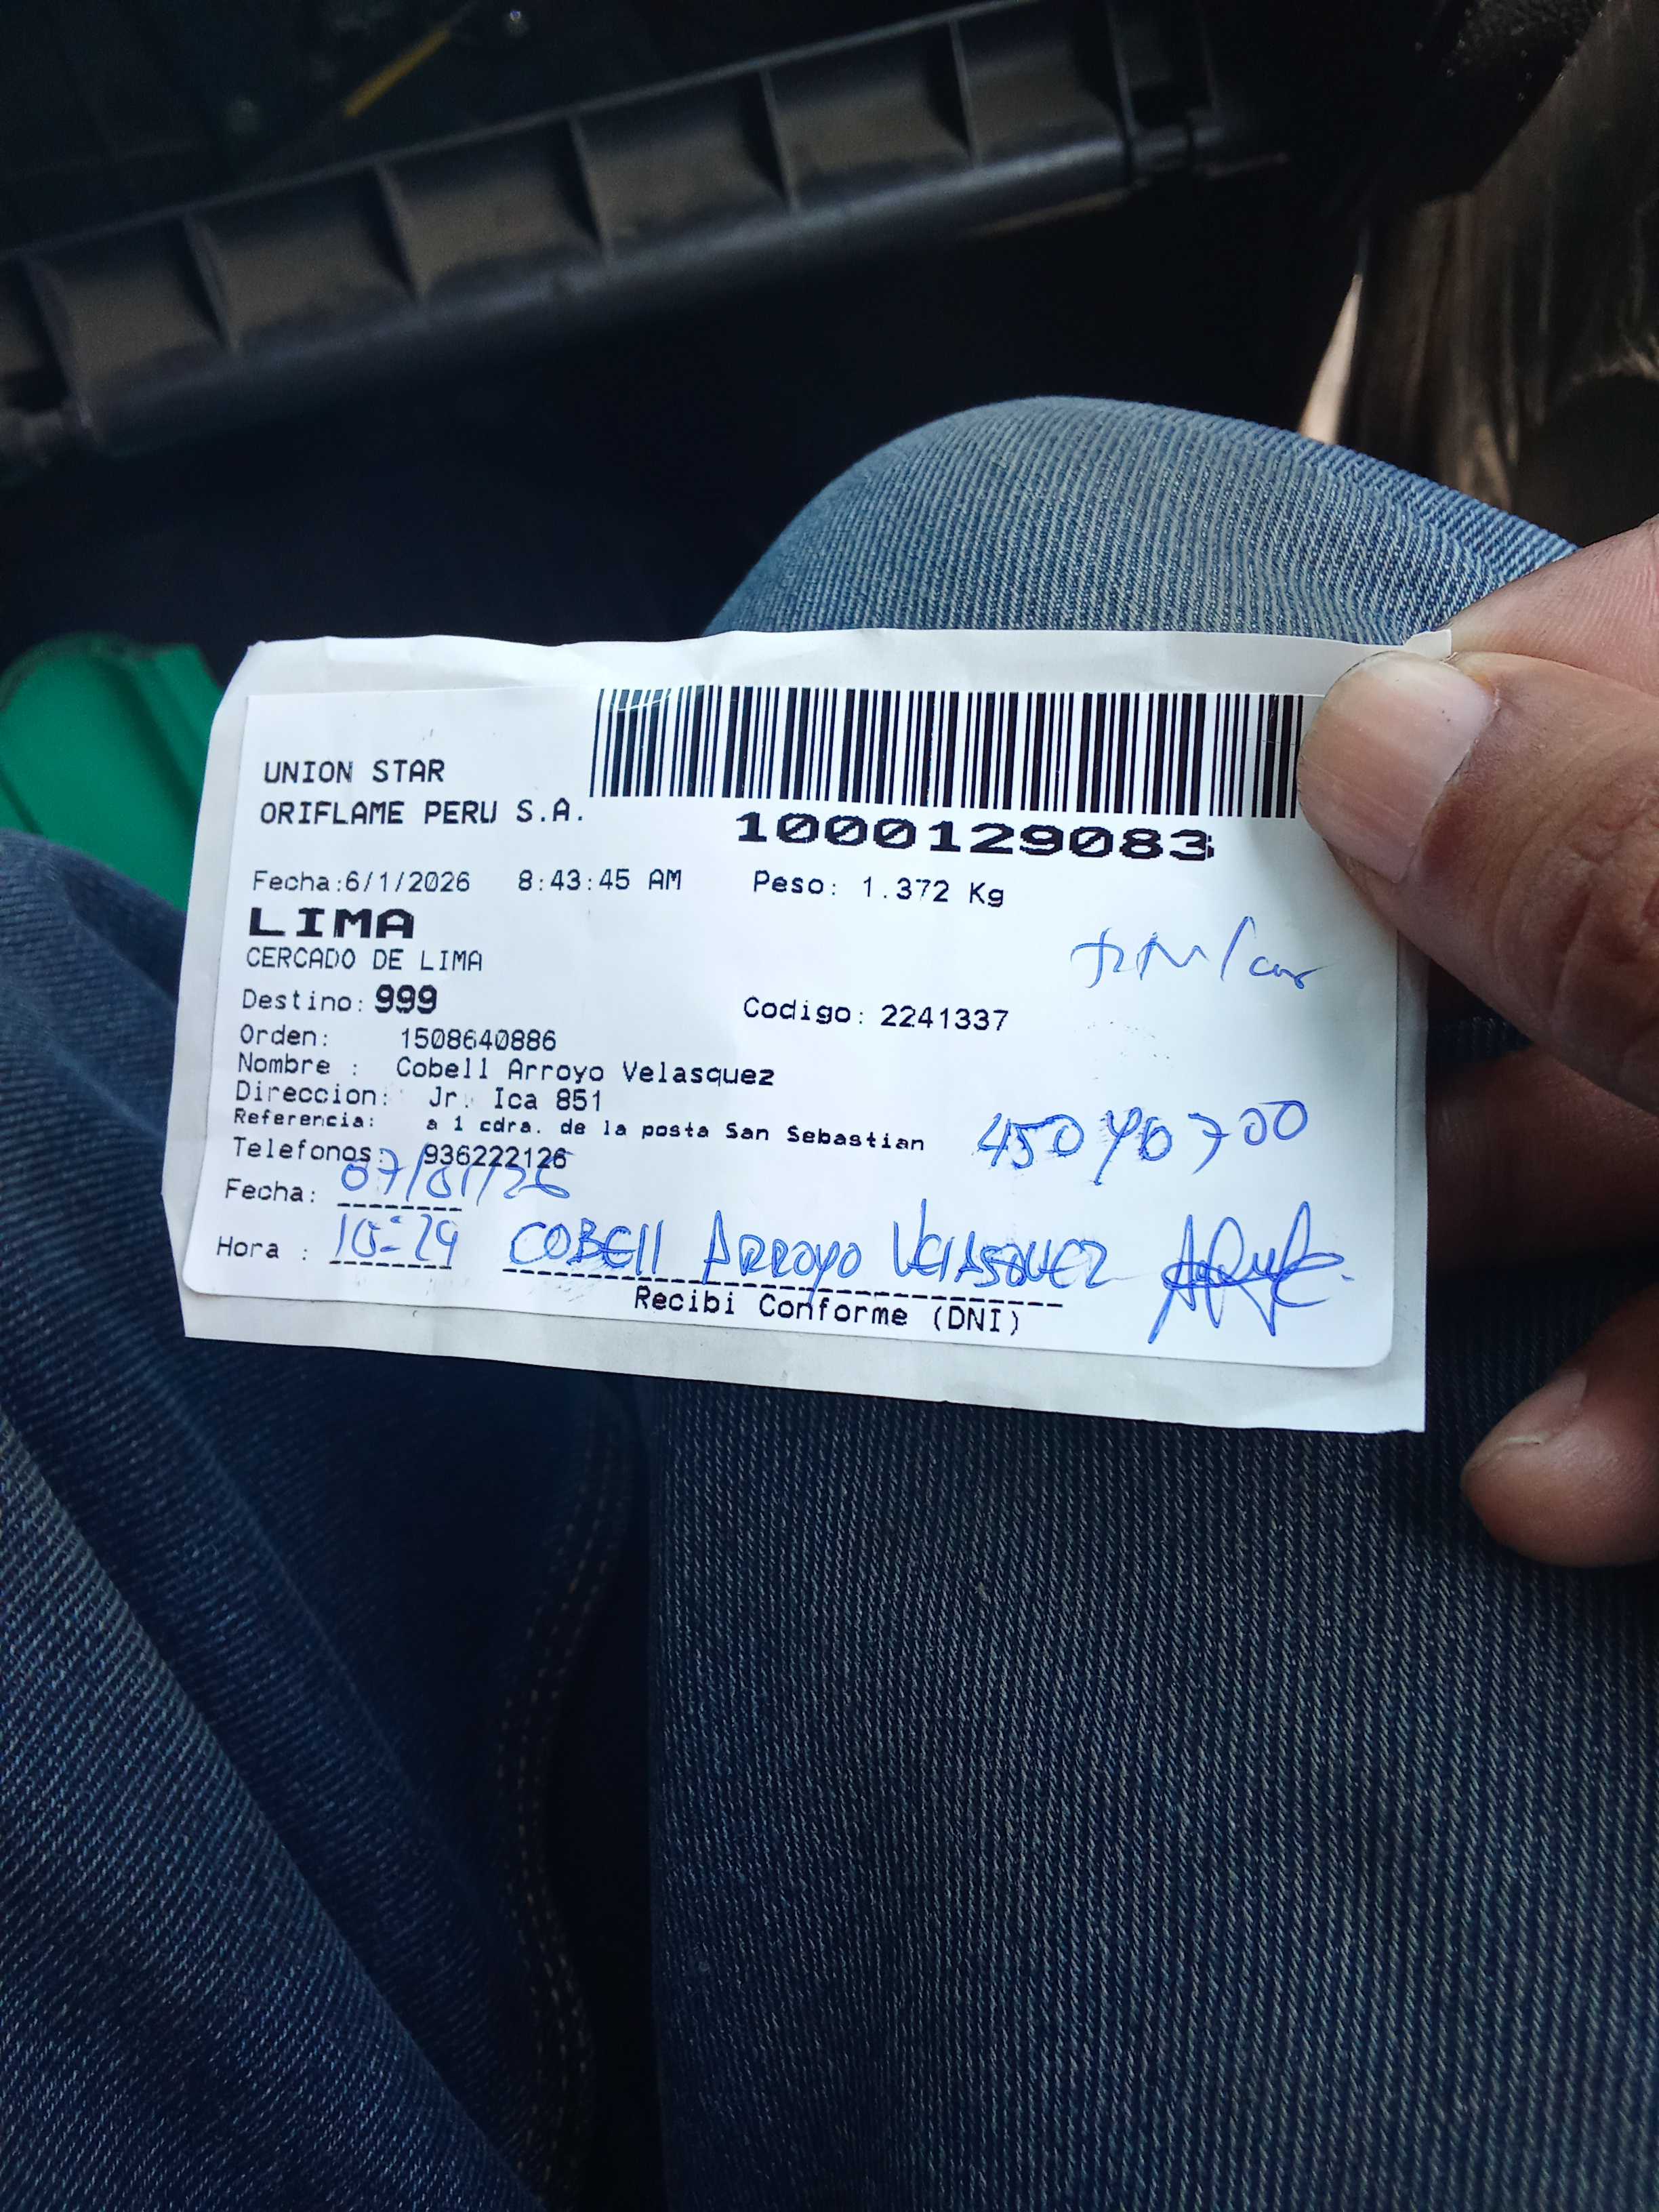 UNION STAR
ORIFLAME PERU S.A.
1000129083
Fecha:6/1/2026 8:43:45 AM Peso: 1.372 Kg
LIMA
CERCADO DE LIMA
Destino: 999 Codigo: 2241337
Orden: 1508640886
Nombre : Cobell Arroyo Velasquez
Direccion: Jr. Ica 851
Referencia: a 1 cdra. de la posta San Sebastian
Telefonos: 936222126
45040700
Fecha: 07/01/26
Hora : 10:29 COBEll ARROYO VElASQUEZ
Recibi Conforme (DNI)